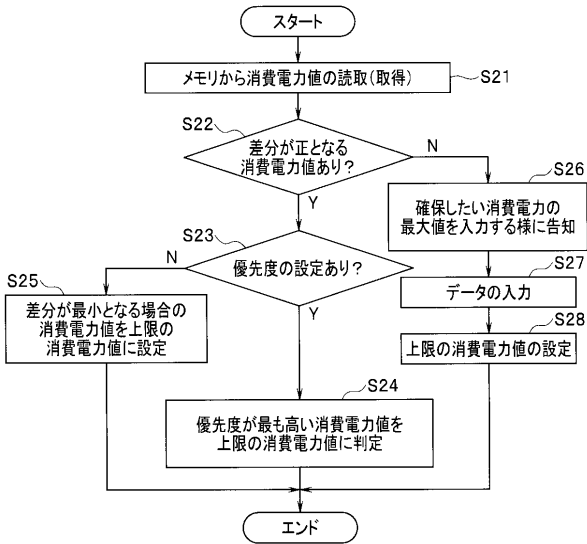 スタート
メモリから消費電力値の読取(取得)
S21
S22
差分が正となる
消費電力値あり?
N
Y
S26
確保したい消費電力の
最大値を入力する様に告知
S23
優先度の設定あり?
N
Y
S27
データの入力
S25
差分が最小となる場合の
消費電力値を上限の
消費電力値に設定
S28
上限の消費電力値の設定
S24
優先度が最も高い消費電力値を
上限の消費電力値に判定
エンド